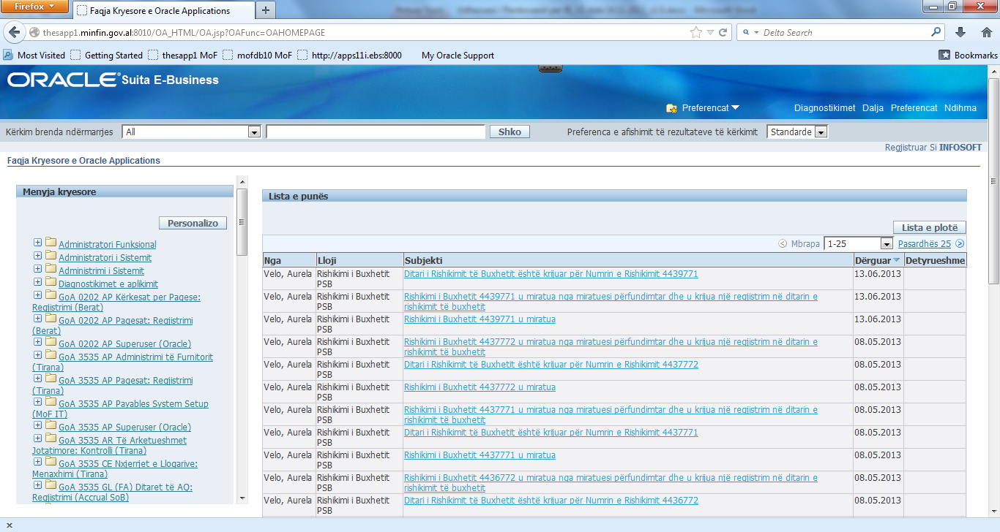 Firefox
Faqja Kryesore e Oracle Applications
thesapp1.minfin.gov.al:8010/OA_HTML/OA.jsp?OAFunc=OAHOMEPAGE
Delta Search
Most Visited Getting Started thesapp1 MoF mofdb10 MoF http://apps11i.ebs:8000 My Oracle Support Bookmarks
ORACLE Suita E-Business
Preferencat Diagnostikimet Dalja Preferencat Ndihma
Kërkim brenda ndërmarrjes All Shko Preferenca e afishimit të rezultateve të kërkimit Standarde
Regjistruar Si INFOSOFT
Faqja Kryesore e Oracle Applications
Menyja kryesore
Personalizo
Administratori Funksional
Administratori i Sistemit
Administrimi i Sistemit
Diagnostikimet e aplikimit
GoA 0202 AP Kërkesat per Pagese:
Regjistrimi (Berat)
GoA 0202 AP Pagesat: Regjistrimi
(Berat)
GoA 0202 AP Superuser (Oracle)
GoA 3535 AP Administrimi të Furnitorit
(Tirana)
GoA 3535 AP Pagesat: Regjistrimi
(Tirana)
GoA 3535 AP Payables System Setup
(MoF IT)
GoA 3535 AP Superuser (Oracle)
GoA 3535 AR Të Arketueshmet
Jotatimore: Kontrolli (Tirana)
GoA 3535 CE Nxjerrjet e Llogarive:
Menaxhimi (Tirana)
GoA 3535 GL (FA) Ditaret të AQ:
Regjistrimi (Accrual SoB)
Lista e punës
Lista e plotë
Mbrapa 1-25 Pasardhës 25
Nga Lloji Subjekti Dërguar Detyrueshme
Velo, Aurela Rishikimi i Buxhetit Ditari i Rishikimit të Buxhetit është krijuar për Numrin e Rishikimit 4439771 13.06.2013
PSB
Velo, Aurela Rishikimi i Buxhetit Rishikimi i Buxhetit 4439771 u miratua nga miratuesi përfundimtar dhe u krijua një regjistrim në ditarin e 13.06.2013
PSB rishikimit të buxhetit
Velo, Aurela Rishikimi i Buxhetit Rishikimi i Buxhetit 4439771 u miratua 13.06.2013
PSB
Velo, Aurela Rishikimi i Buxhetit Rishikimi i Buxhetit 4437772 u miratua nga miratuesi përfundimtar dhe u krijua një regjistrim në ditarin e 08.05.2013
PSB rishikimit të buxhetit
Velo, Aurela Rishikimi i Buxhetit Ditari i Rishikimit të Buxhetit është krijuar për Numrin e Rishikimit 4437772 08.05.2013
PSB
Velo, Aurela Rishikimi i Buxhetit Rishikimi i Buxhetit 4437772 u miratua 08.05.2013
PSB
Velo, Aurela Rishikimi i Buxhetit Rishikimi i Buxhetit 4437771 u miratua nga miratuesi përfundimtar dhe u krijua një regjistrim në ditarin e 08.05.2013
PSB rishikimit të buxhetit
Velo, Aurela Rishikimi i Buxhetit Ditari i Rishikimit të Buxhetit është krijuar për Numrin e Rishikimit 4437771 08.05.2013
PSB
Velo, Aurela Rishikimi i Buxhetit Rishikimi i Buxhetit 4437771 u miratua 08.05.2013
PSB
Velo, Aurela Rishikimi i Buxhetit Rishikimi i Buxhetit 4436772 u miratua nga miratuesi përfundimtar dhe u krijua një regjistrim në ditarin e 08.05.2013
PSB rishikimit të buxhetit
Velo, Aurela Rishikimi i Buxhetit Ditari i Rishikimit të Buxhetit është krijuar për Numrin e Rishikimit 4436772 08.05.2013
PSB